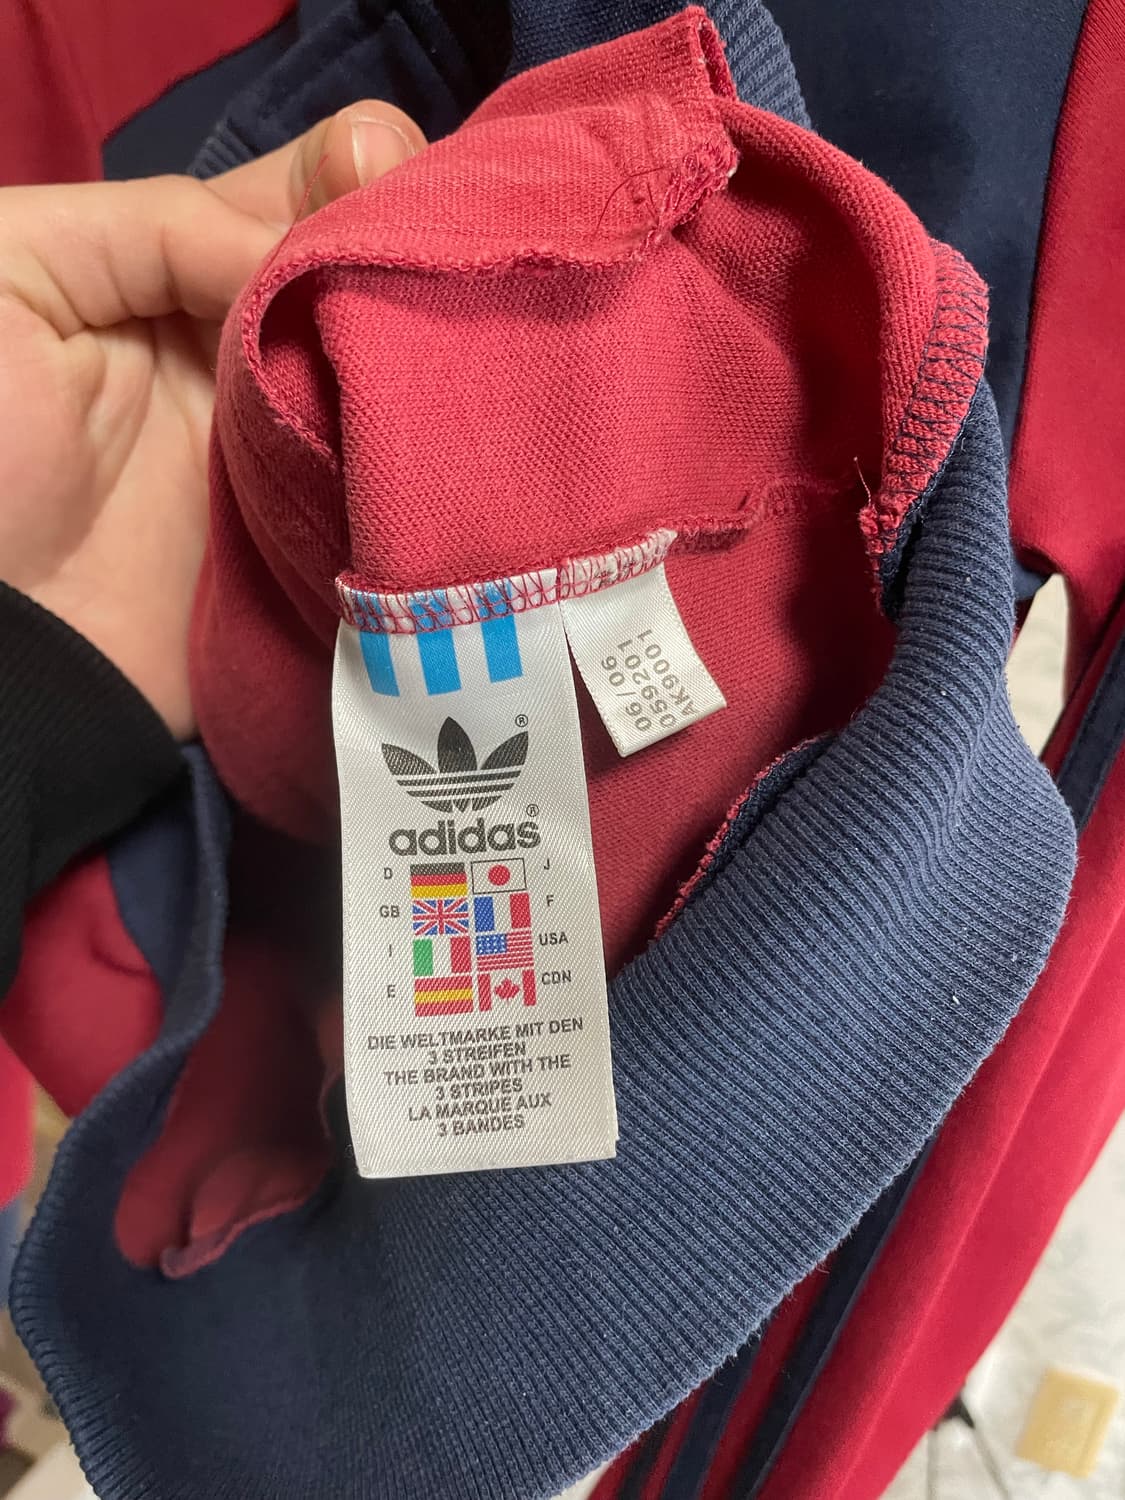 ®
®
adidas
D
J
GB
F
I
USA
E
CDN
DIE WELTMARKE MIT DEN
3 STREIFEN
THE BRAND WITH THE
3 STRIPES
LA MARQUE AUX
3 BANDES
06/06
059201
AK9001